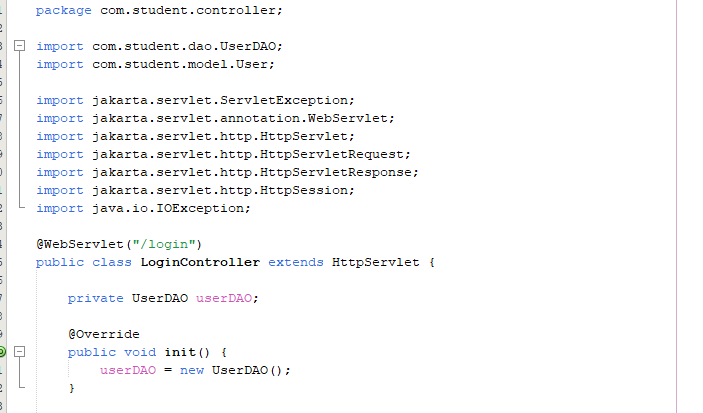 package com.student.controller;
import com.student.dao.UserDAO;
import com.student.model.User;
import jakarta.servlet.ServletException;
import jakarta.servlet.annotation.WebServlet;
import jakarta.servlet.http.HttpServlet;
import jakarta.servlet.http.HttpServletRequest;
import jakarta.servlet.http.HttpServletResponse;
import jakarta.servlet.http.HttpSession;
import java.io.IOException;
@WebServlet("/login")
public class LoginController extends HttpServlet {
private UserDAO userDAO;
@Override
public void init() {
userDAO = new UserDAO();
}